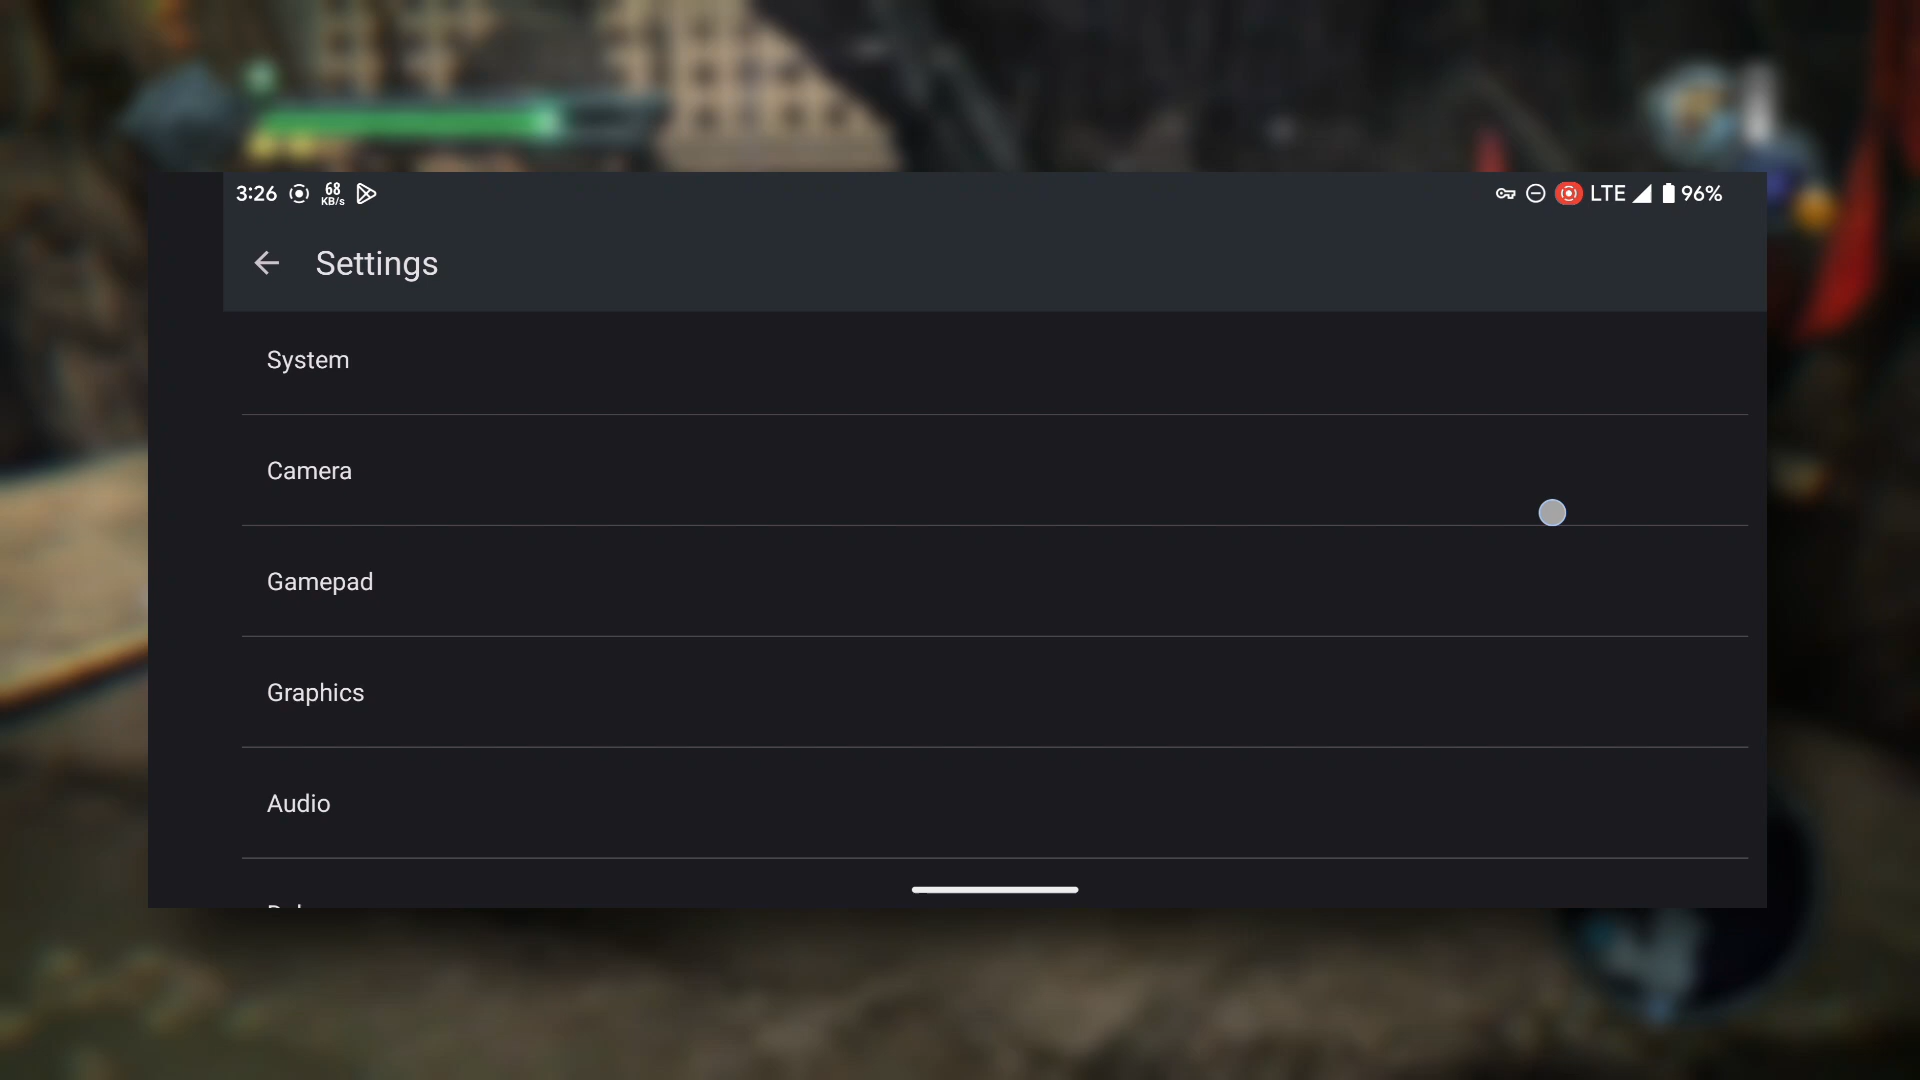 3:26 68 KB/s LTE 96%
Settings
System
Camera
Gamepad
Graphics
Audio